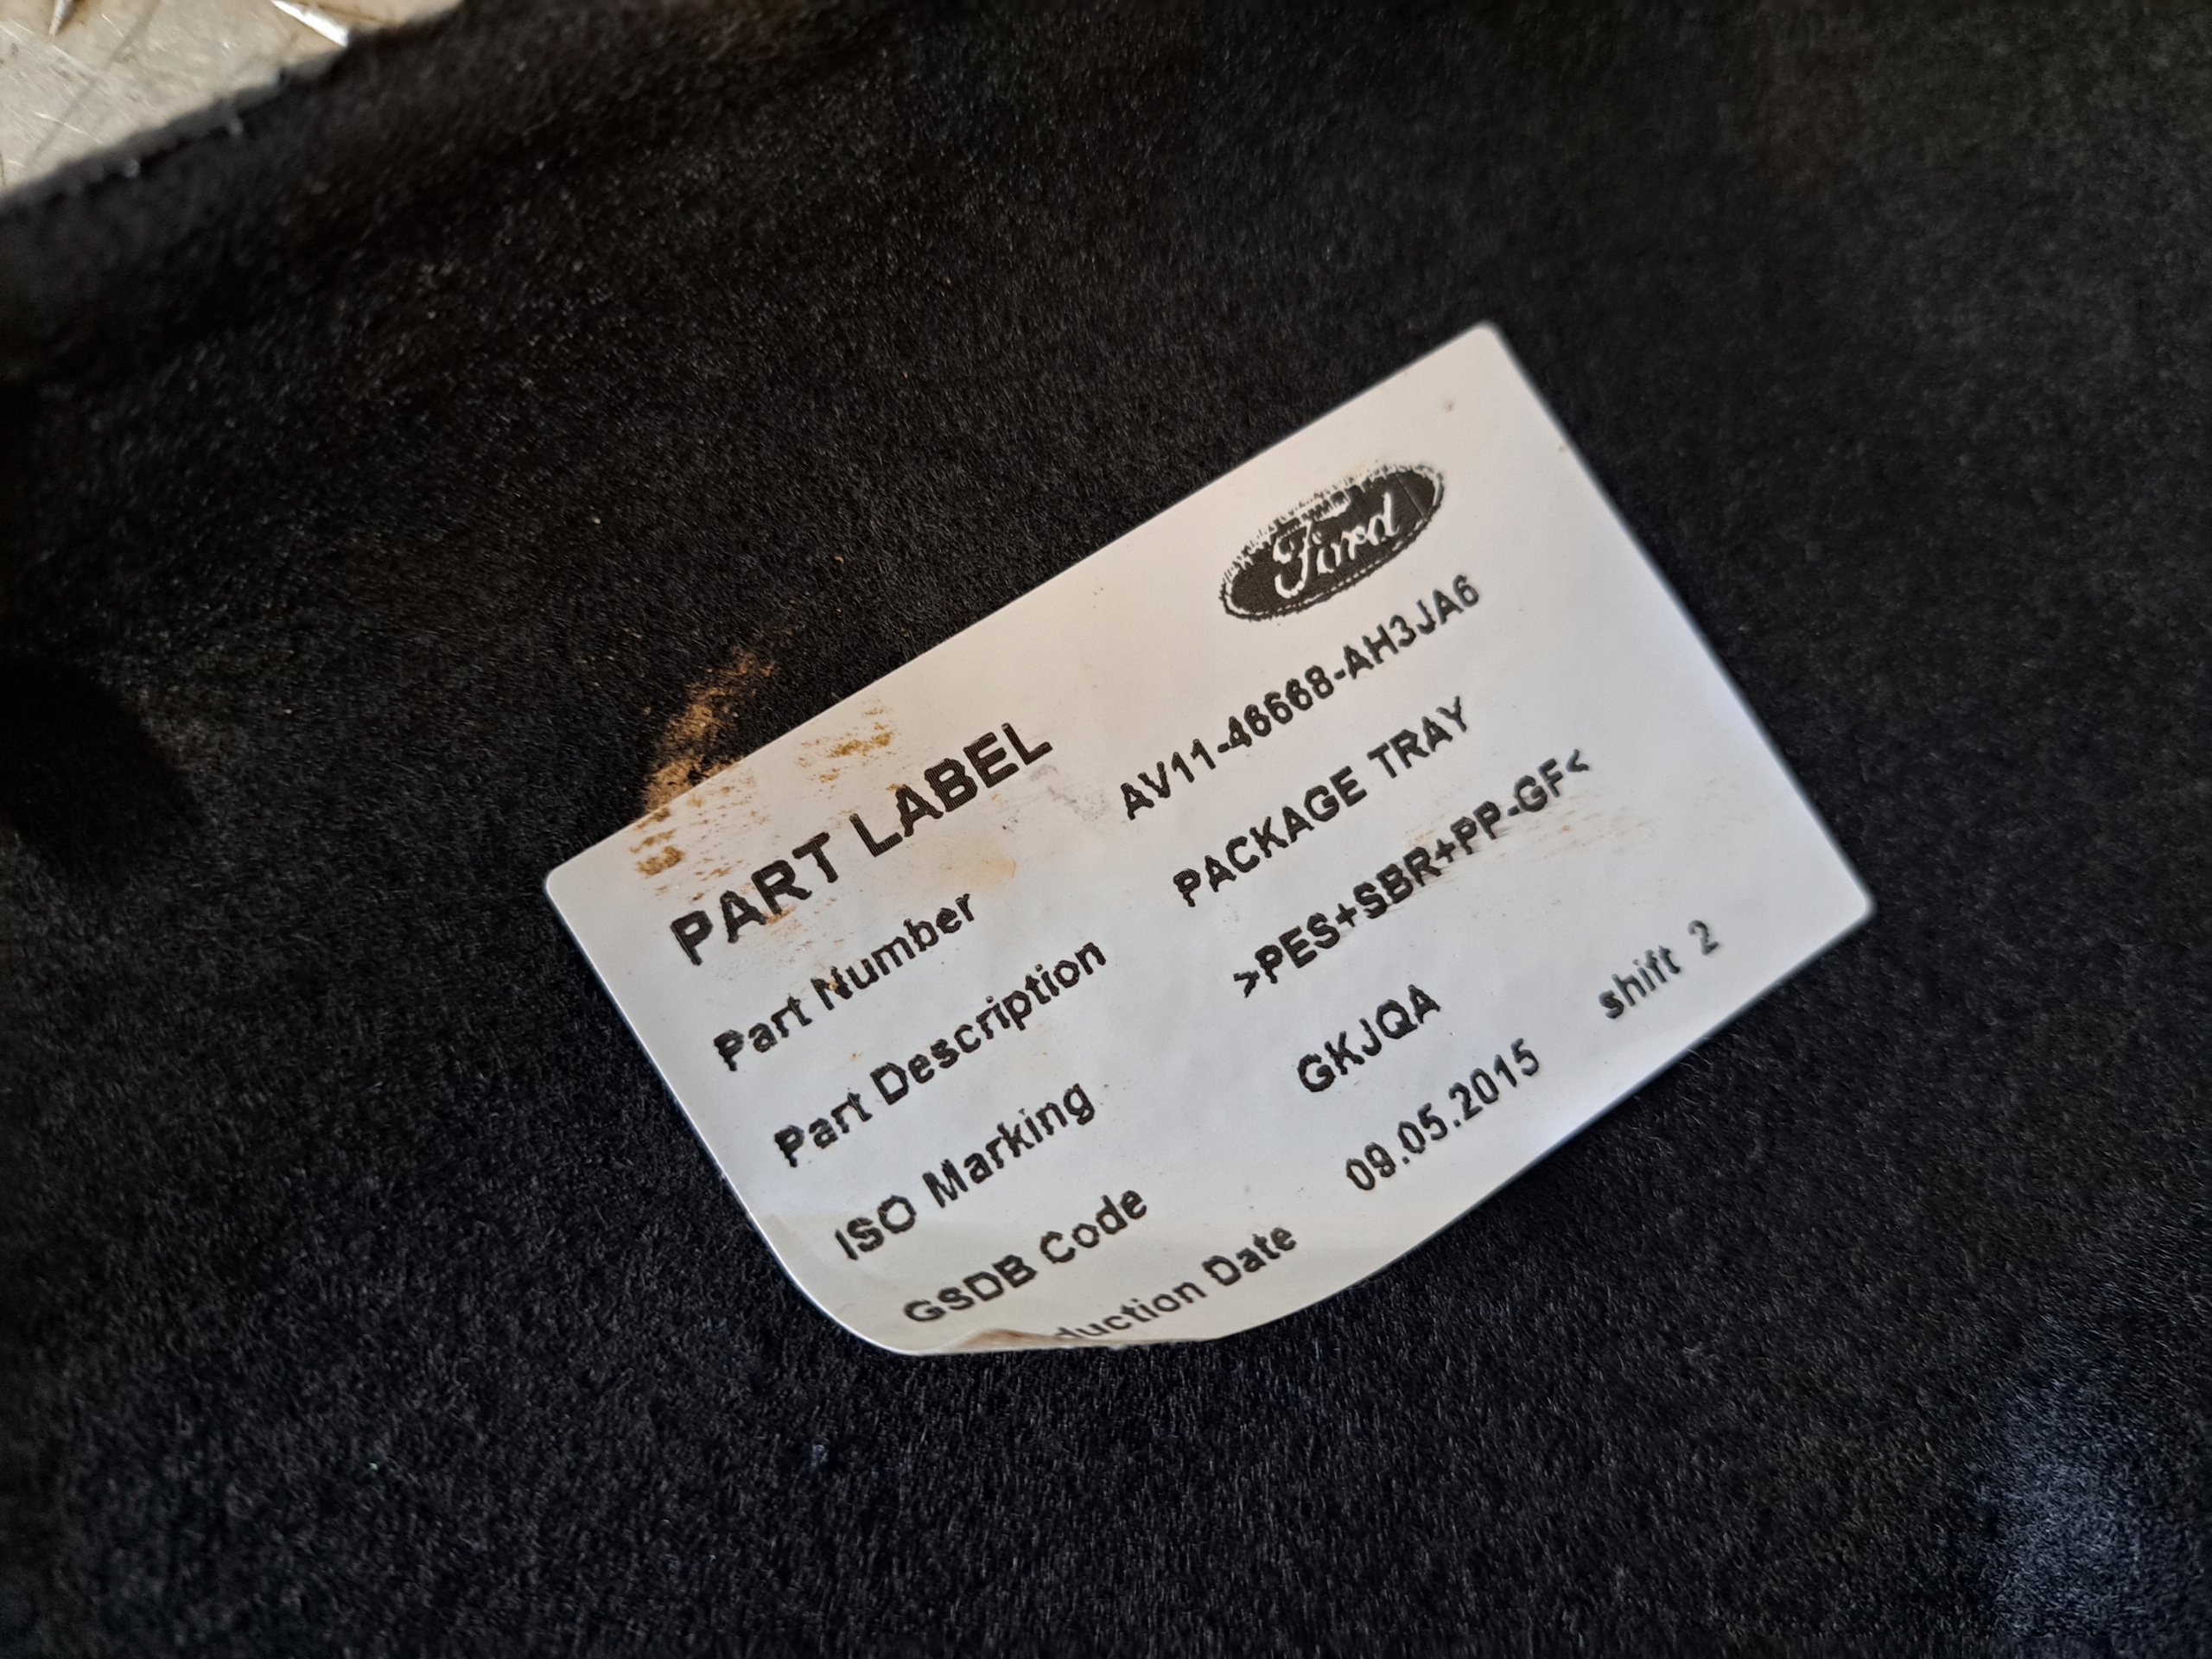 Ford
PART LABEL
Part Number AV11-46668-AH3JA6
Part Description PACKAGE TRAY
ISO Marking >PES+SBR+PP-GF<
GSDB Code GKJQA
duction Date 09.05.2015 shift 2